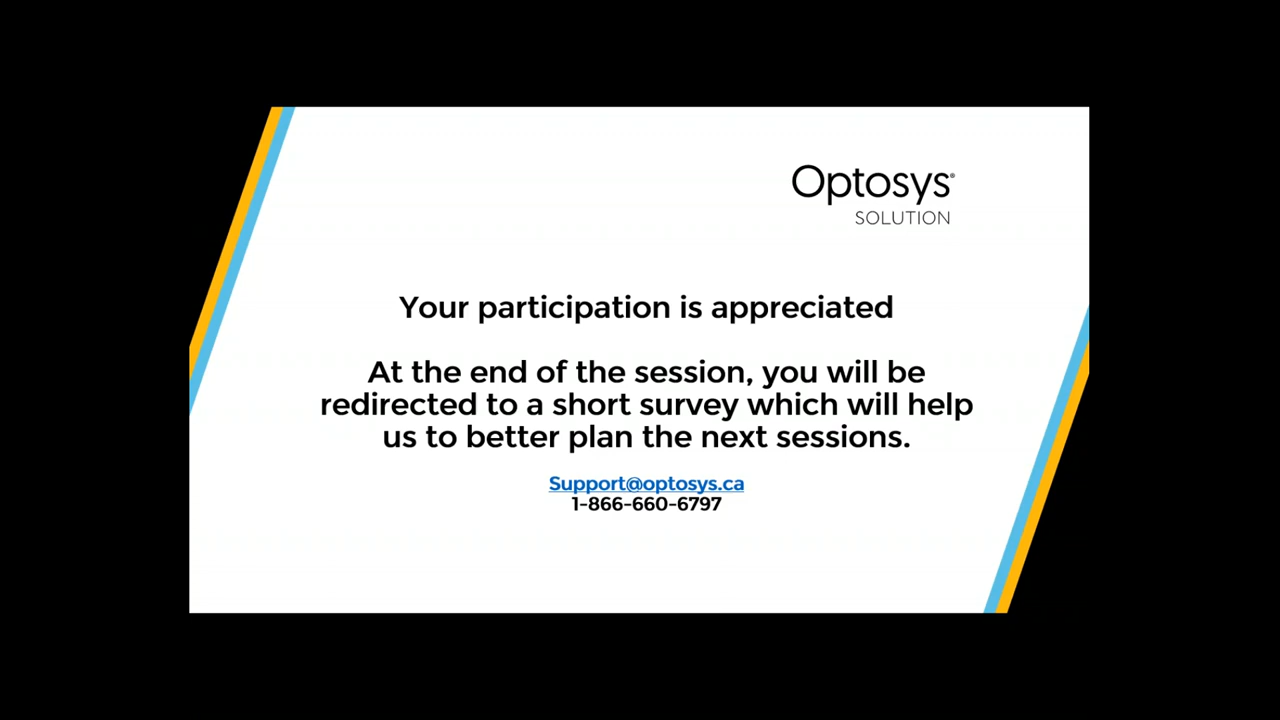 Optosys®
SOLUTION
Your participation is appreciated
At the end of the session, you will be
redirected to a short survey which will help
us to better plan the next sessions.
Support@optosys.ca
1-866-660-6797